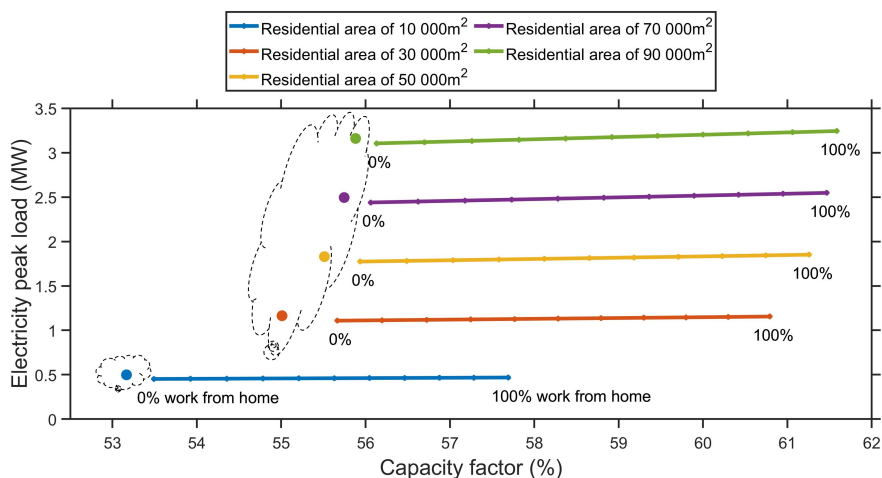 Residential area of 10 000m²
Residential area of 70 000m²
Residential area of 30 000m²
Residential area of 90 000m²
Residential area of 50 000m²
Electricity peak load (MW)
3.5
3
2.5
2
1.5
1
0.5
0
0%
100%
0%
100%
0%
100%
0%
100%
0% work from home
100% work from home
53
54
55
56
57
58
59
60
61
62
Capacity factor (%)